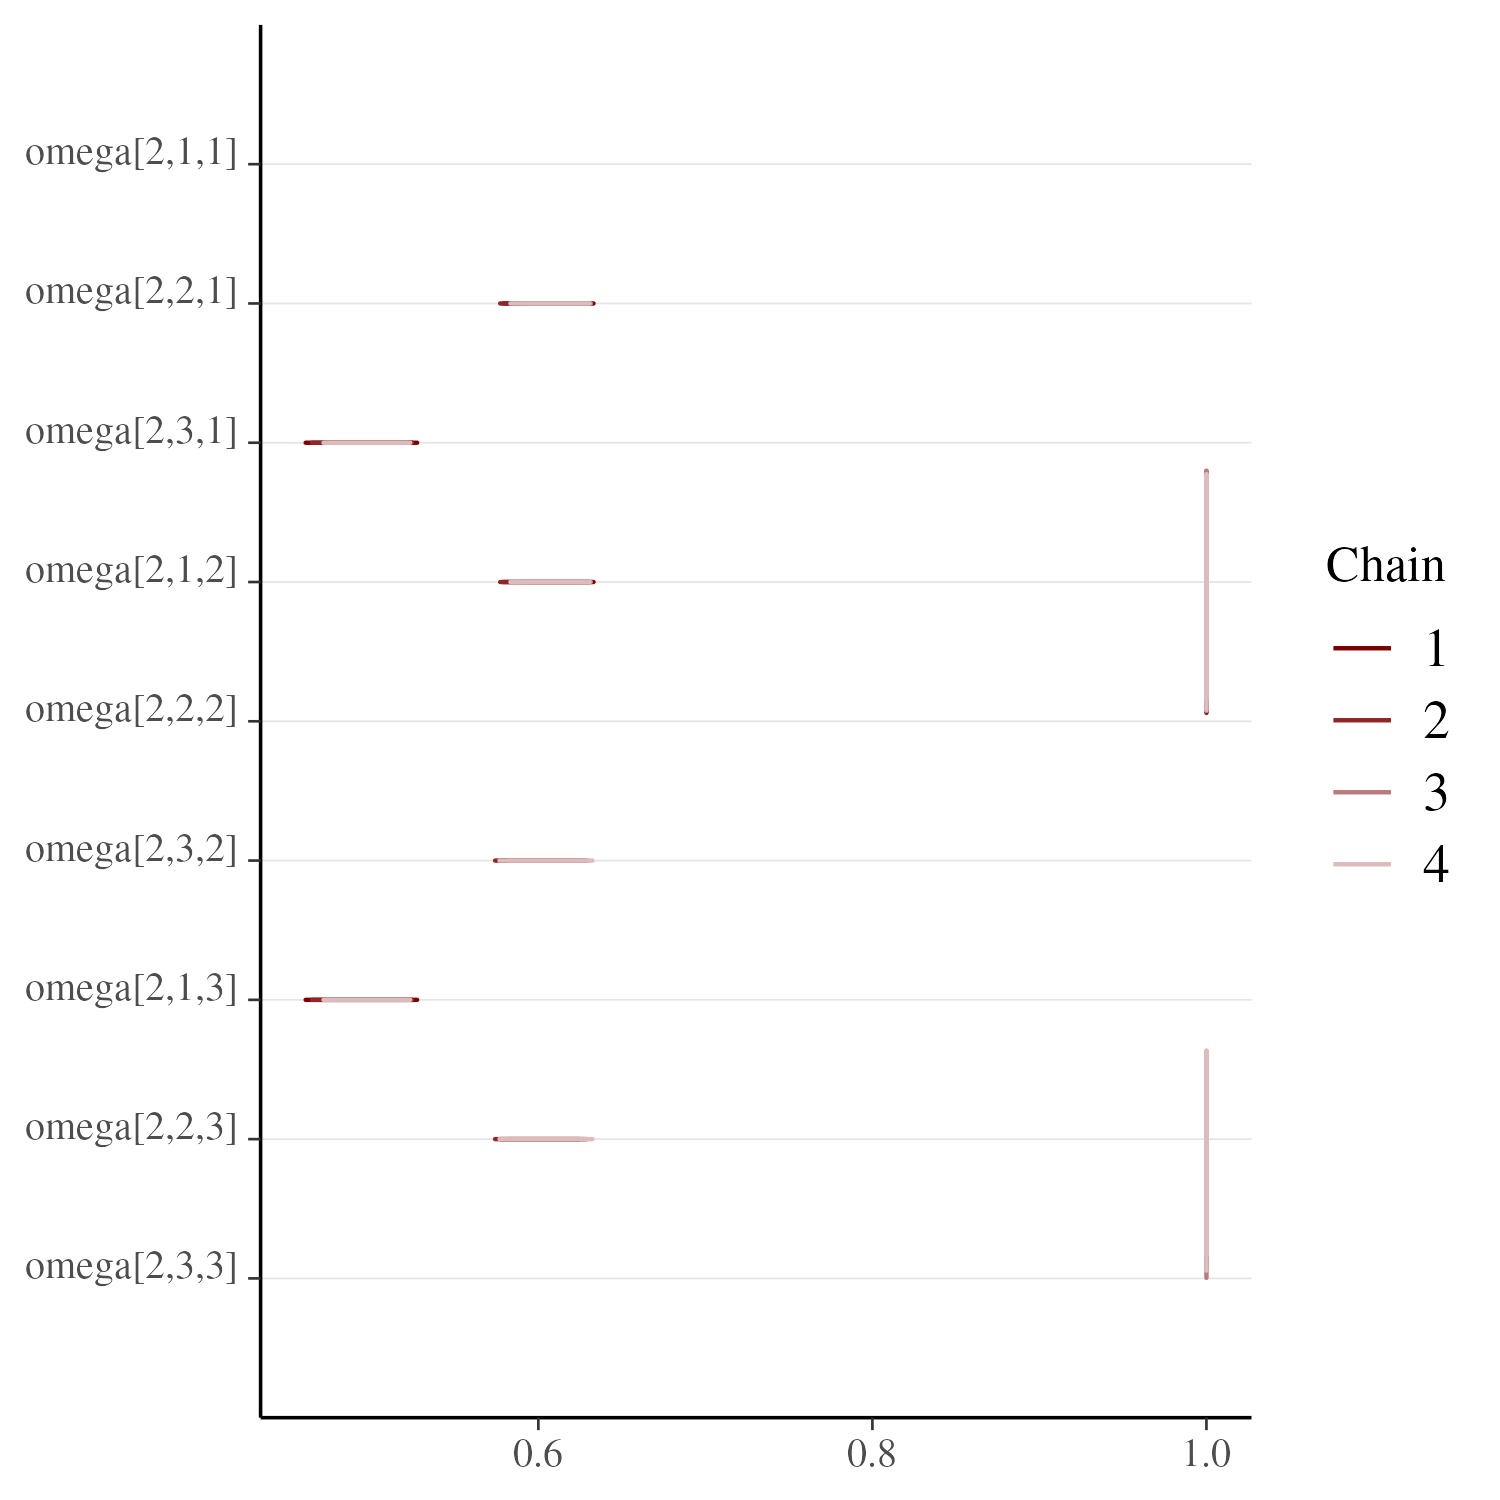 omega[2,1,1]
omega[2,2,1]
omega[2,3,1]
omega[2,1,2]
omega[2,2,2]
omega[2,3,2]
omega[2,1,3]
omega[2,2,3]
omega[2,3,3]
0.6
0.8
1.0
Chain
1
2
3
4